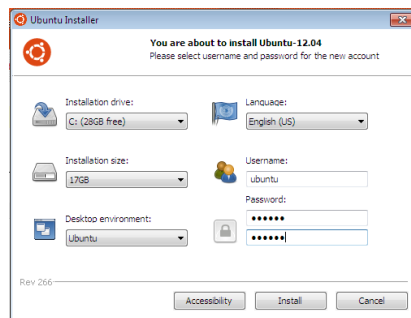 Ubuntu Installer
You are about to install Ubuntu-12.04
Please select username and password for the new account
Installation drive:
C: (28GB free)
Language:
English (US)
Installation size:
17GB
Username:
ubuntu
Password:
••••••
Desktop environment:
Ubuntu
••••••
Rev 266
Accessibility
Install
Cancel